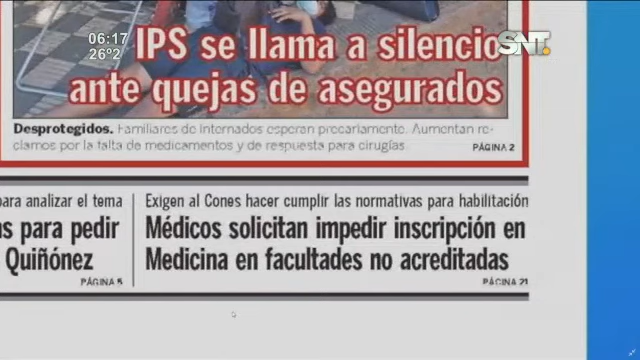 06:17
26°2
SNT.
IPS se llama a silencio
ante quejas de asegurados
Desprotegidos. Familiares de internados esperan precariamente. Aumentan re-
clamos por la falta de medicamentos y de respuesta para cirugías.
PÁGINA 2
para analizar el tema
as para pedir
Quiñónez
PÁGINA 5
Exigen al Cones hacer cumplir las normativas para habilitación
Médicos solicitan impedir inscripción en
Medicina en facultades no acreditadas
PÁGINA 21